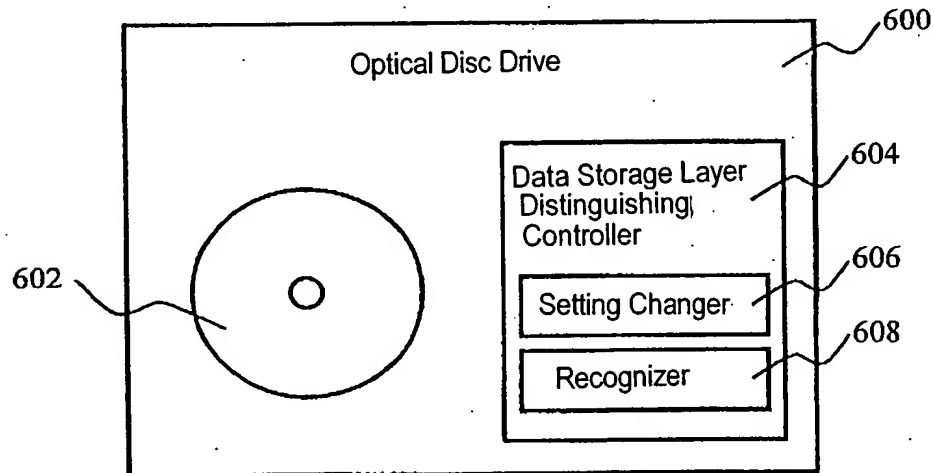 600
Optical Disc Drive
604
Data Storage Layer
Distinguishing
Controller
606
602
Setting Changer
608
Recognizer